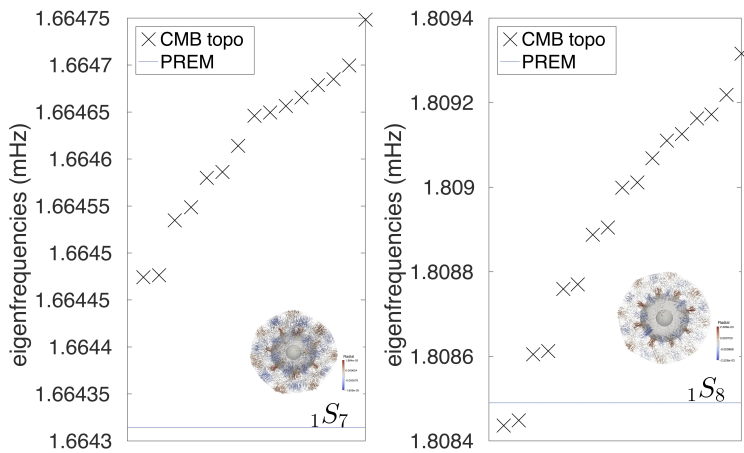 eigenfrequencies (mHz)
1.66475
1.6647
1.66465
1.6646
1.66455
1.6645
1.66445
1.6644
1.66435
1.6643
CMB topo
PREM
Radial
₁S₇
eigenfrequencies (mHz)
1.8094
1.8092
1.809
1.8088
1.8086
1.8084
CMB topo
PREM
Radial
₁S₈